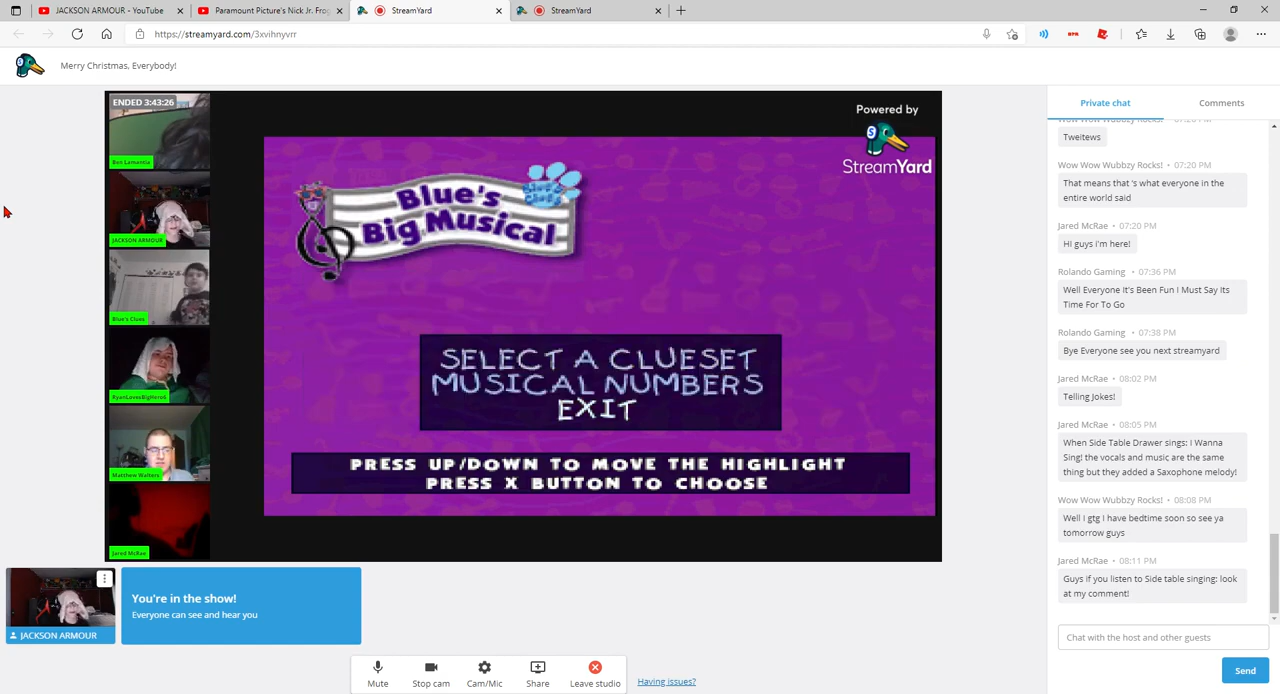 JACKSON ARMOUR - YouTube
Paramount Picture's Nick Jr. Fro
StreamYard
StreamYard
https://streamyard.com/3xvihnyvrr
Merry Christmas, Everybody!
ENDED 3:43:26
Ben Lamantia
JACKSON ARMOUR
Blue's Clues
RyanLovesBigHero6
Matthew Walters
Jared McRae
Powered by
StreamYard
Blue's
Big Musical
SELECT A CLUESET
MUSICAL NUMBERS
EXIT
PRESS UP/DOWN TO MOVE THE HIGHLIGHT
PRESS X BUTTON TO CHOOSE
JACKSON ARMOUR
You're in the show!
Everyone can see and hear you
Mute
Stop cam
Cam/Mic
Share
Leave studio
Having issues?
Private chat
Comments
Tweitews
Wow Wow Wubbzy Rocks! • 07:20 PM
That means that 's what everyone in the
entire world said
Jared McRae • 07:20 PM
Hi guys i'm here!
Rolando Gaming • 07:36 PM
Well Everyone It's Been Fun I Must Say Its
Time For To Go
Rolando Gaming • 07:38 PM
Bye Everyone see you next streamyard
Jared McRae • 08:02 PM
Telling Jokes!
Jared McRae • 08:05 PM
When Side Table Drawer sings: I Wanna
Sing! the vocals and music are the same
thing but they added a Saxophone melody!
Wow Wow Wubbzy Rocks! • 08:08 PM
Well I gtg I have bedtime soon so see ya
tomorrow guys
Jared McRae • 08:11 PM
Guys if you listen to Side table singing: look
at my comment!
Chat with the host and other guests
Send